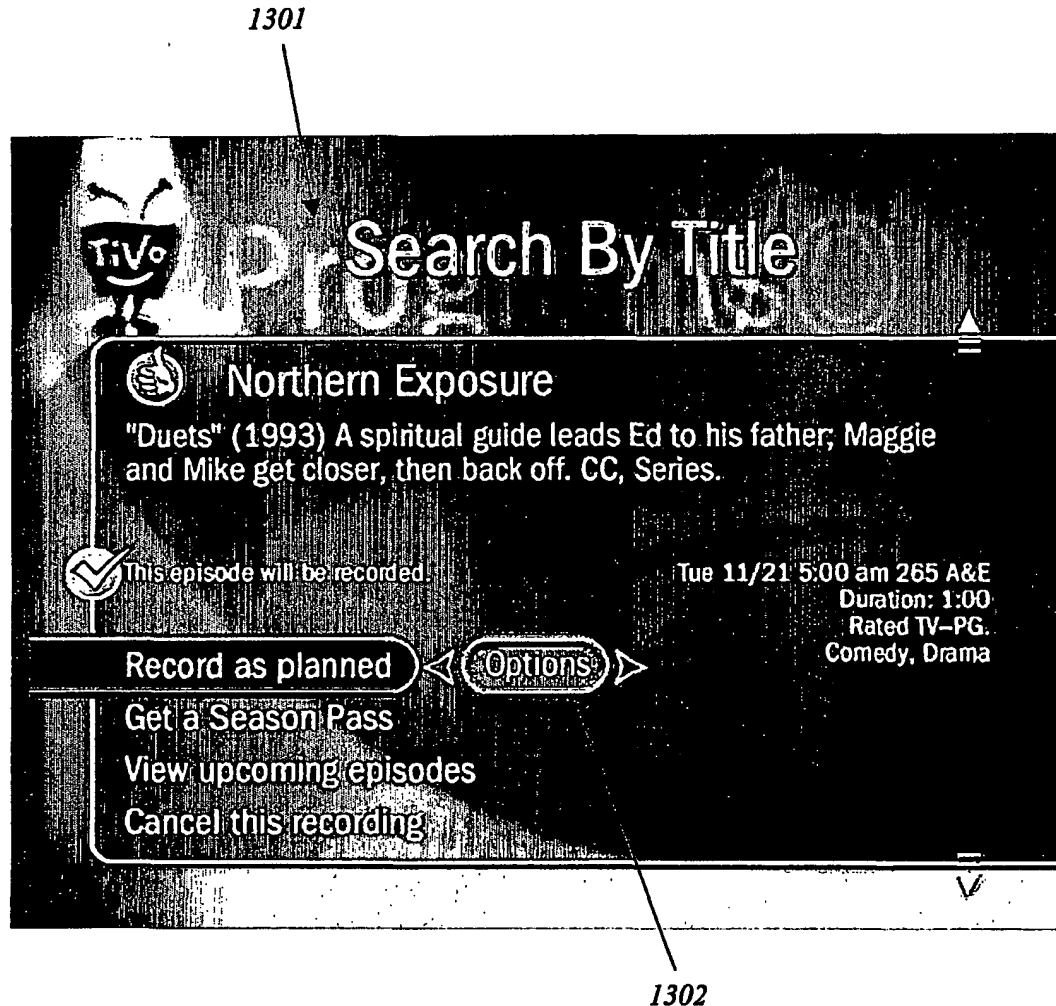 1301
TiVo
Search By Title
Northern Exposure
"Duets" (1993) A spiritual guide leads Ed to his father; Maggie
and Mike get closer, then back off. CC, Series.
This episode will be recorded.
Tue 11/21 5:00 am 265 A&E
Duration: 1:00
Rated TV-PG.
Comedy, Drama
Record as planned
Options
Get a Season Pass
View upcoming episodes
Cancel this recording
1302